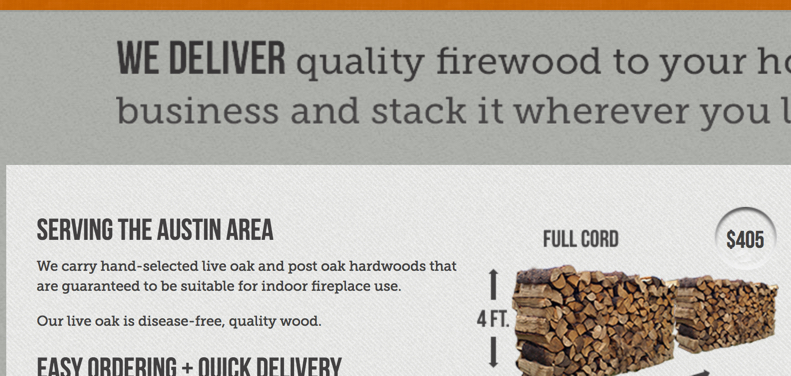 WE DELIVER quality firewood to your
business and stack it wherever you
SERVING THE AUSTIN AREA
We carry hand-selected live oak and post oak hardwoods that
are guaranteed to be suitable for indoor fireplace use.
Our live oak is disease-free, quality wood.
EASY ORDERING + QUICK DELIVERY
FULL CORD
$405
4 FT.